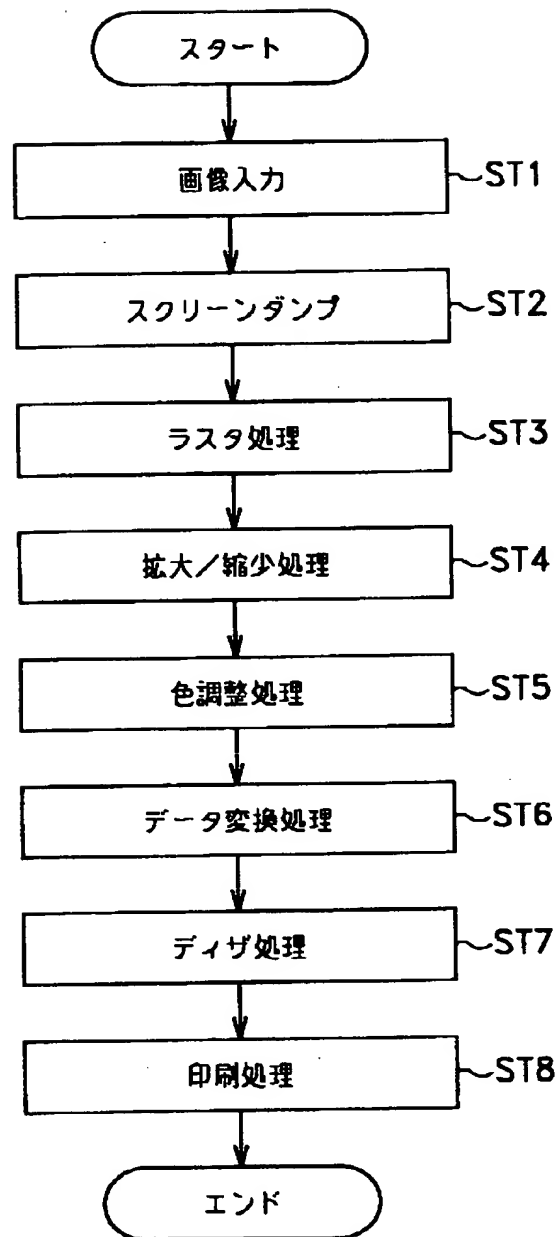 スタート
画像入力 ST1
スクリーンダンプ ST2
ラスタ処理 ST3
拡大/縮少処理 ST4
色調整処理 ST5
データ変換処理 ST6
ディザ処理 ST7
印刷処理 ST8
エンド